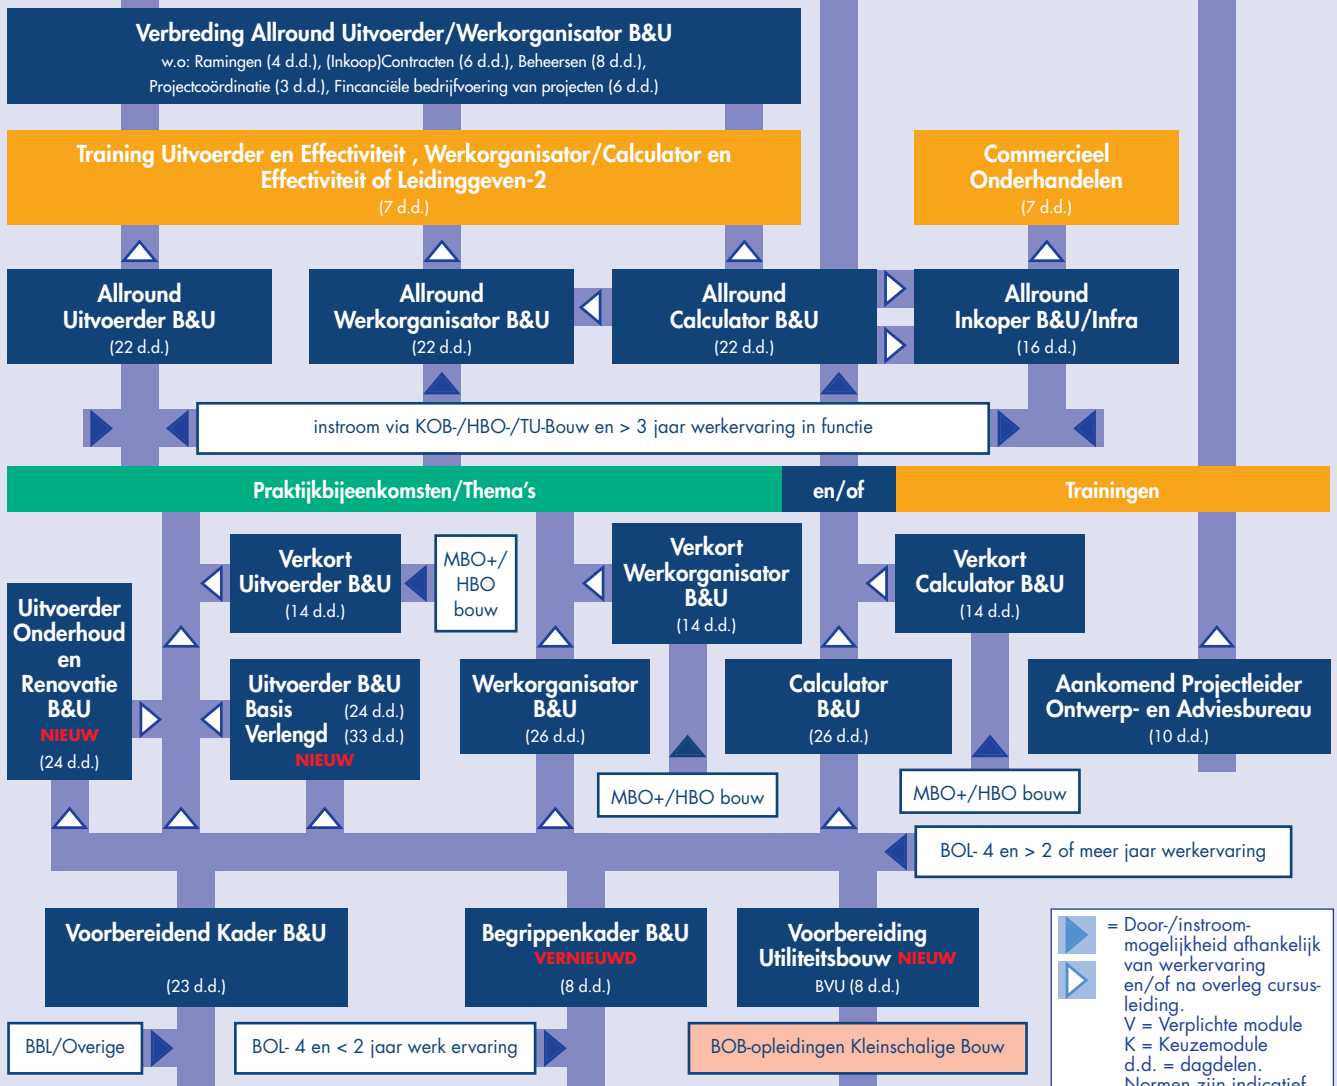 Verbreding Allround Uitvoerder/Werkorganisator B&U
w.o: Ramingen (4 d.d.), (Inkoop)Contracten (6 d.d.), Beheersen (8 d.d.),
Projectcoördinatie (3 d.d.), Fincanciële bedrijfvoering van projecten (6 d.d.)
Training Uitvoerder en Effectiviteit , Werkorganisator/Calculator en
Effectiviteit of Leidinggeven-2
(7 d.d.)
Commercieel
Onderhandelen
(7 d.d.)
Allround
Uitvoerder B&U
(22 d.d.)
Allround
Werkorganisator B&U
(22 d.d.)
Allround
Calculator B&U
(22 d.d.)
Allround
Inkoper B&U/Infra
(16 d.d.)
instroom via KOB-/HBO-/TU-Bouw en > 3 jaar werkervaring in functie
Praktijkbijeenkomsten/Thema's
en/of
Trainingen
Verkort
Uitvoerder B&U
(14 d.d.)
MBO+/
HBO
bouw
Verkort
Werkorganisator
B&U
(14 d.d.)
Verkort
Calculator B&U
(14 d.d.)
Uitvoerder
Onderhoud
en
Renovatie
B&U
NIEUW
(24 d.d.)
Uitvoerder B&U
Basis (24 d.d.)
Verlengd (33 d.d.)
NIEUW
Werkorganisator
B&U
(26 d.d.)
Calculator
B&U
(26 d.d.)
Aankomend Projectleider
Ontwerp- en Adviesbureau
(10 d.d.)
MBO+/HBO bouw
MBO+/HBO bouw
BOL- 4 en > 2 of meer jaar werkervaring
Voorbereidend Kader B&U
(23 d.d.)
Begrippenkader B&U
VERNIEUWD
(8 d.d.)
Voorbereiding
Utiliteitsbouw NIEUW
BVU (8 d.d.)
BBL/Overige
BOL- 4 en < 2 jaar werk ervaring
BOB-opleidingen Kleinschalige Bouw
= Door-/instroom-
mogelijkheid afhankelijk
van werkervaring
en/of na overleg cursus-
leiding.
V = Verplichte module
K = Keuzemodule
d.d. = dagdelen.
Normen zijn indicatief